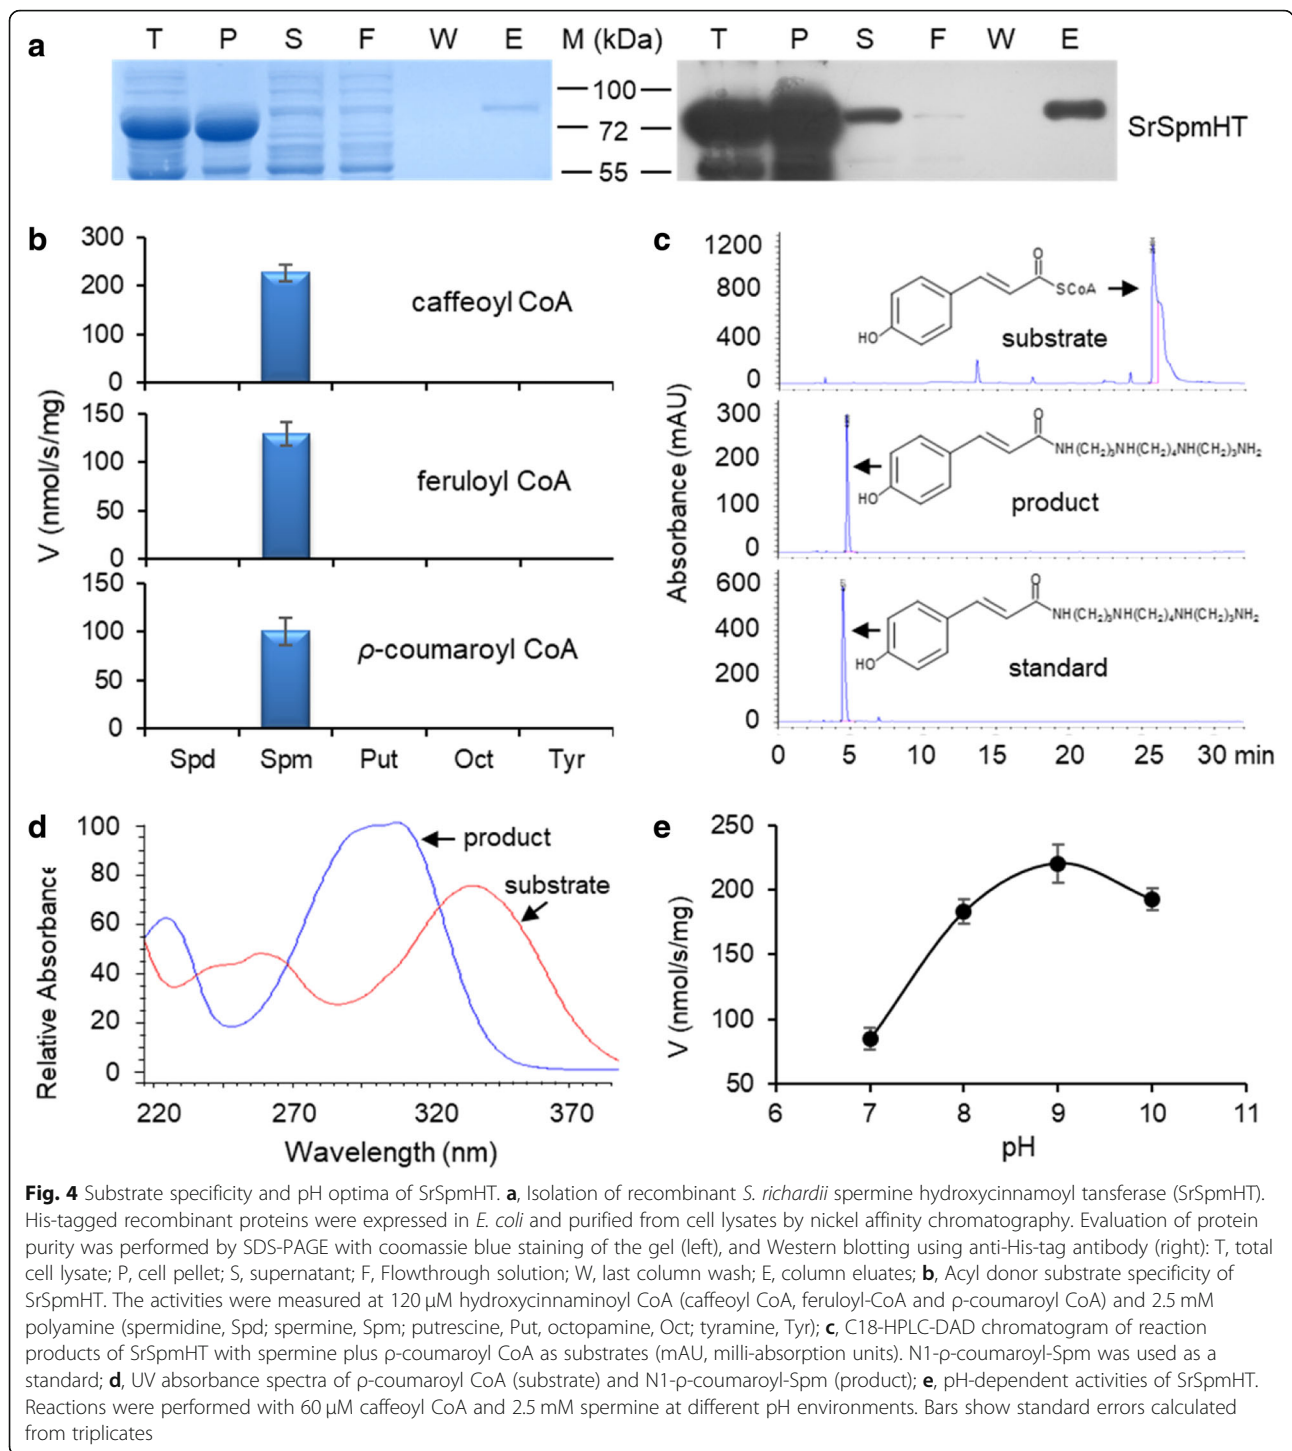 a
T P S F W E M (kDa) T P S F W E
100
72
55
SrSpmHT
b
300
200
100
0
caffeoyl CoA
150
100
50
0
feruloyl CoA
150
100
50
0
ρ-coumaroyl CoA
V (nmol/s/mg)
Spd Spm Put Oct Tyr
c
1200
800
400
0
O
SCoA
HO
substrate
300
200
100
0
O
NH(CH2)3NH(CH2)4NH(CH2)3NH2
HO
product
600
400
200
0
O
NH(CH2)3NH(CH2)4NH(CH2)3NH2
HO
standard
Absorbance (mAU)
0 5 10 15 20 25 30 min
d
100
80
60
40
20
0
product
substrate
Relative Absorbance
220 270 320 370
Wavelength (nm)
e
250
200
150
100
50
V (nmol/s/mg)
6 7 8 9 10 11
pH
Fig. 4 Substrate specificity and pH optima of SrSpmHT. a, Isolation of recombinant S. richardii spermine hydroxycinnamoyl tansferase (SrSpmHT).
His-tagged recombinant proteins were expressed in E. coli and purified from cell lysates by nickel affinity chromatography. Evaluation of protein
purity was performed by SDS-PAGE with coomassie blue staining of the gel (left), and Western blotting using anti-His-tag antibody (right): T, total
cell lysate; P, cell pellet; S, supernatant; F, Flowthrough solution; W, last column wash; E, column eluates; b, Acyl donor substrate specificity of
SrSpmHT. The activities were measured at 120 μM hydroxycinnaminoyl CoA (caffeoyl CoA, feruloyl-CoA and ρ-coumaroyl CoA) and 2.5 mM
polyamine (spermidine, Spd; spermine, Spm; putrescine, Put, octopamine, Oct; tyramine, Tyr); c, C18-HPLC-DAD chromatogram of reaction
products of SrSpmHT with spermine plus ρ-coumaroyl CoA as substrates (mAU, milli-absorption units). N1-ρ-coumaroyl-Spm was used as a
standard; d, UV absorbance spectra of ρ-coumaroyl CoA (substrate) and N1-ρ-coumaroyl-Spm (product); e, pH-dependent activities of SrSpmHT.
Reactions were performed with 60 μM caffeoyl CoA and 2.5 mM spermine at different pH environments. Bars show standard errors calculated
from triplicates